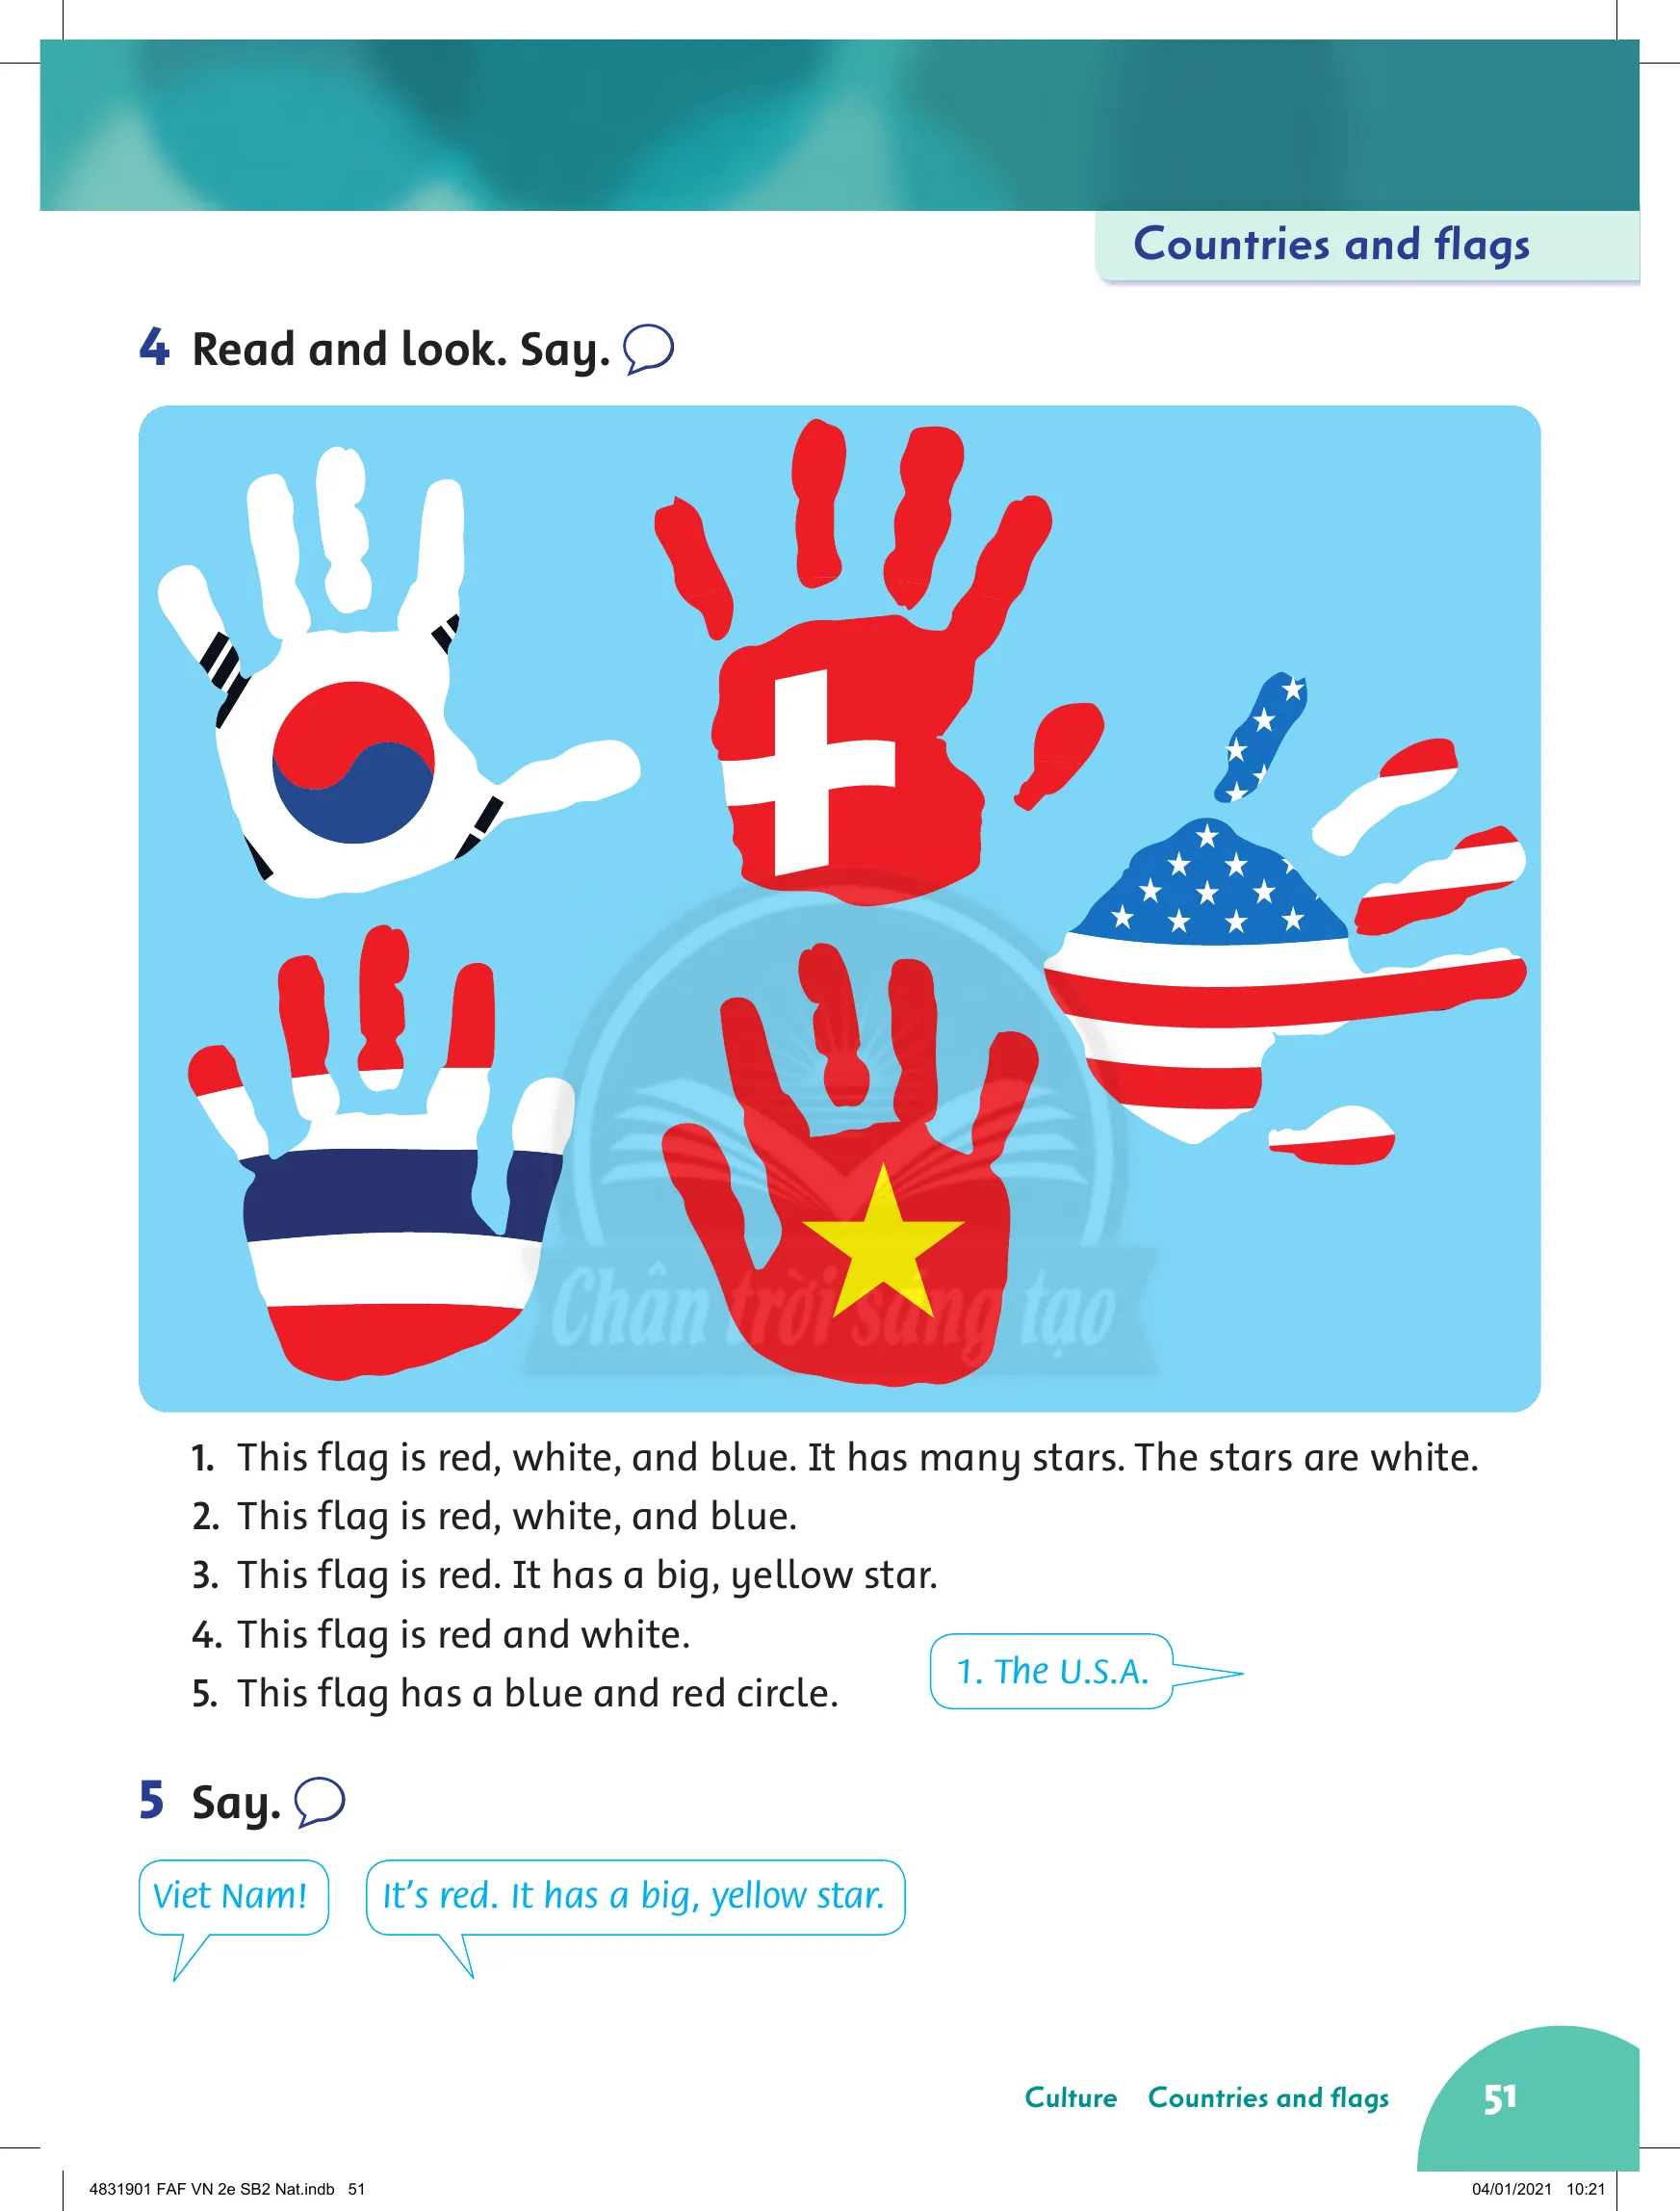 Countries and flags
4 Read and look. Say.
Chân trời sáng tạo
1. This flag is red, white, and blue. It has many stars. The stars are white.
2. This flag is red, white, and blue.
3. This flag is red. It has a big, yellow star.
4. This flag is red and white.
5. This flag has a blue and red circle.
1. The U.S.A.
5 Say.
Viet Nam!
It's red. It has a big, yellow star.
Culture Countries and flags 51
4831901 FAF VN 2e SB2 Nat.indb 51
04/01/2021 10:21